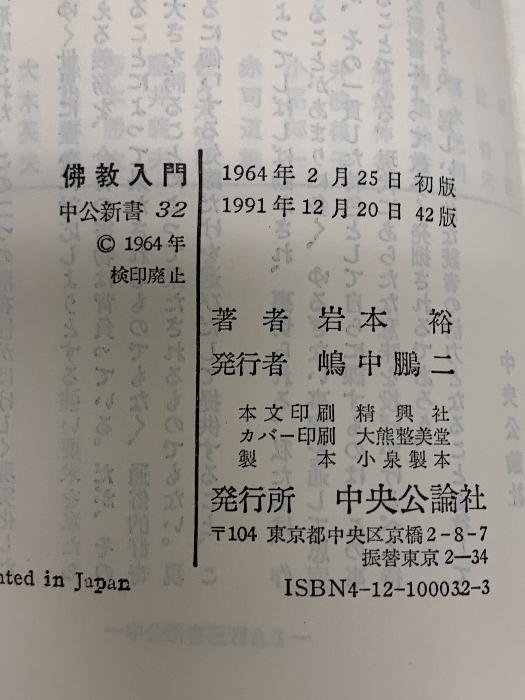 佛教入門
中公新書 32
© 1964年
検印廃止
1964年2月25日 初版
1991年12月20日 42版
著者 岩本 裕
発行者 嶋中鵬二
本文印刷 精興社
カバー印刷 大熊整美堂
製本 小泉製本
発行所 中央公論社
〒104 東京都中央区京橋2-8-7
振替東京2-34
nted in Japan
ISBN4-12-100032-3